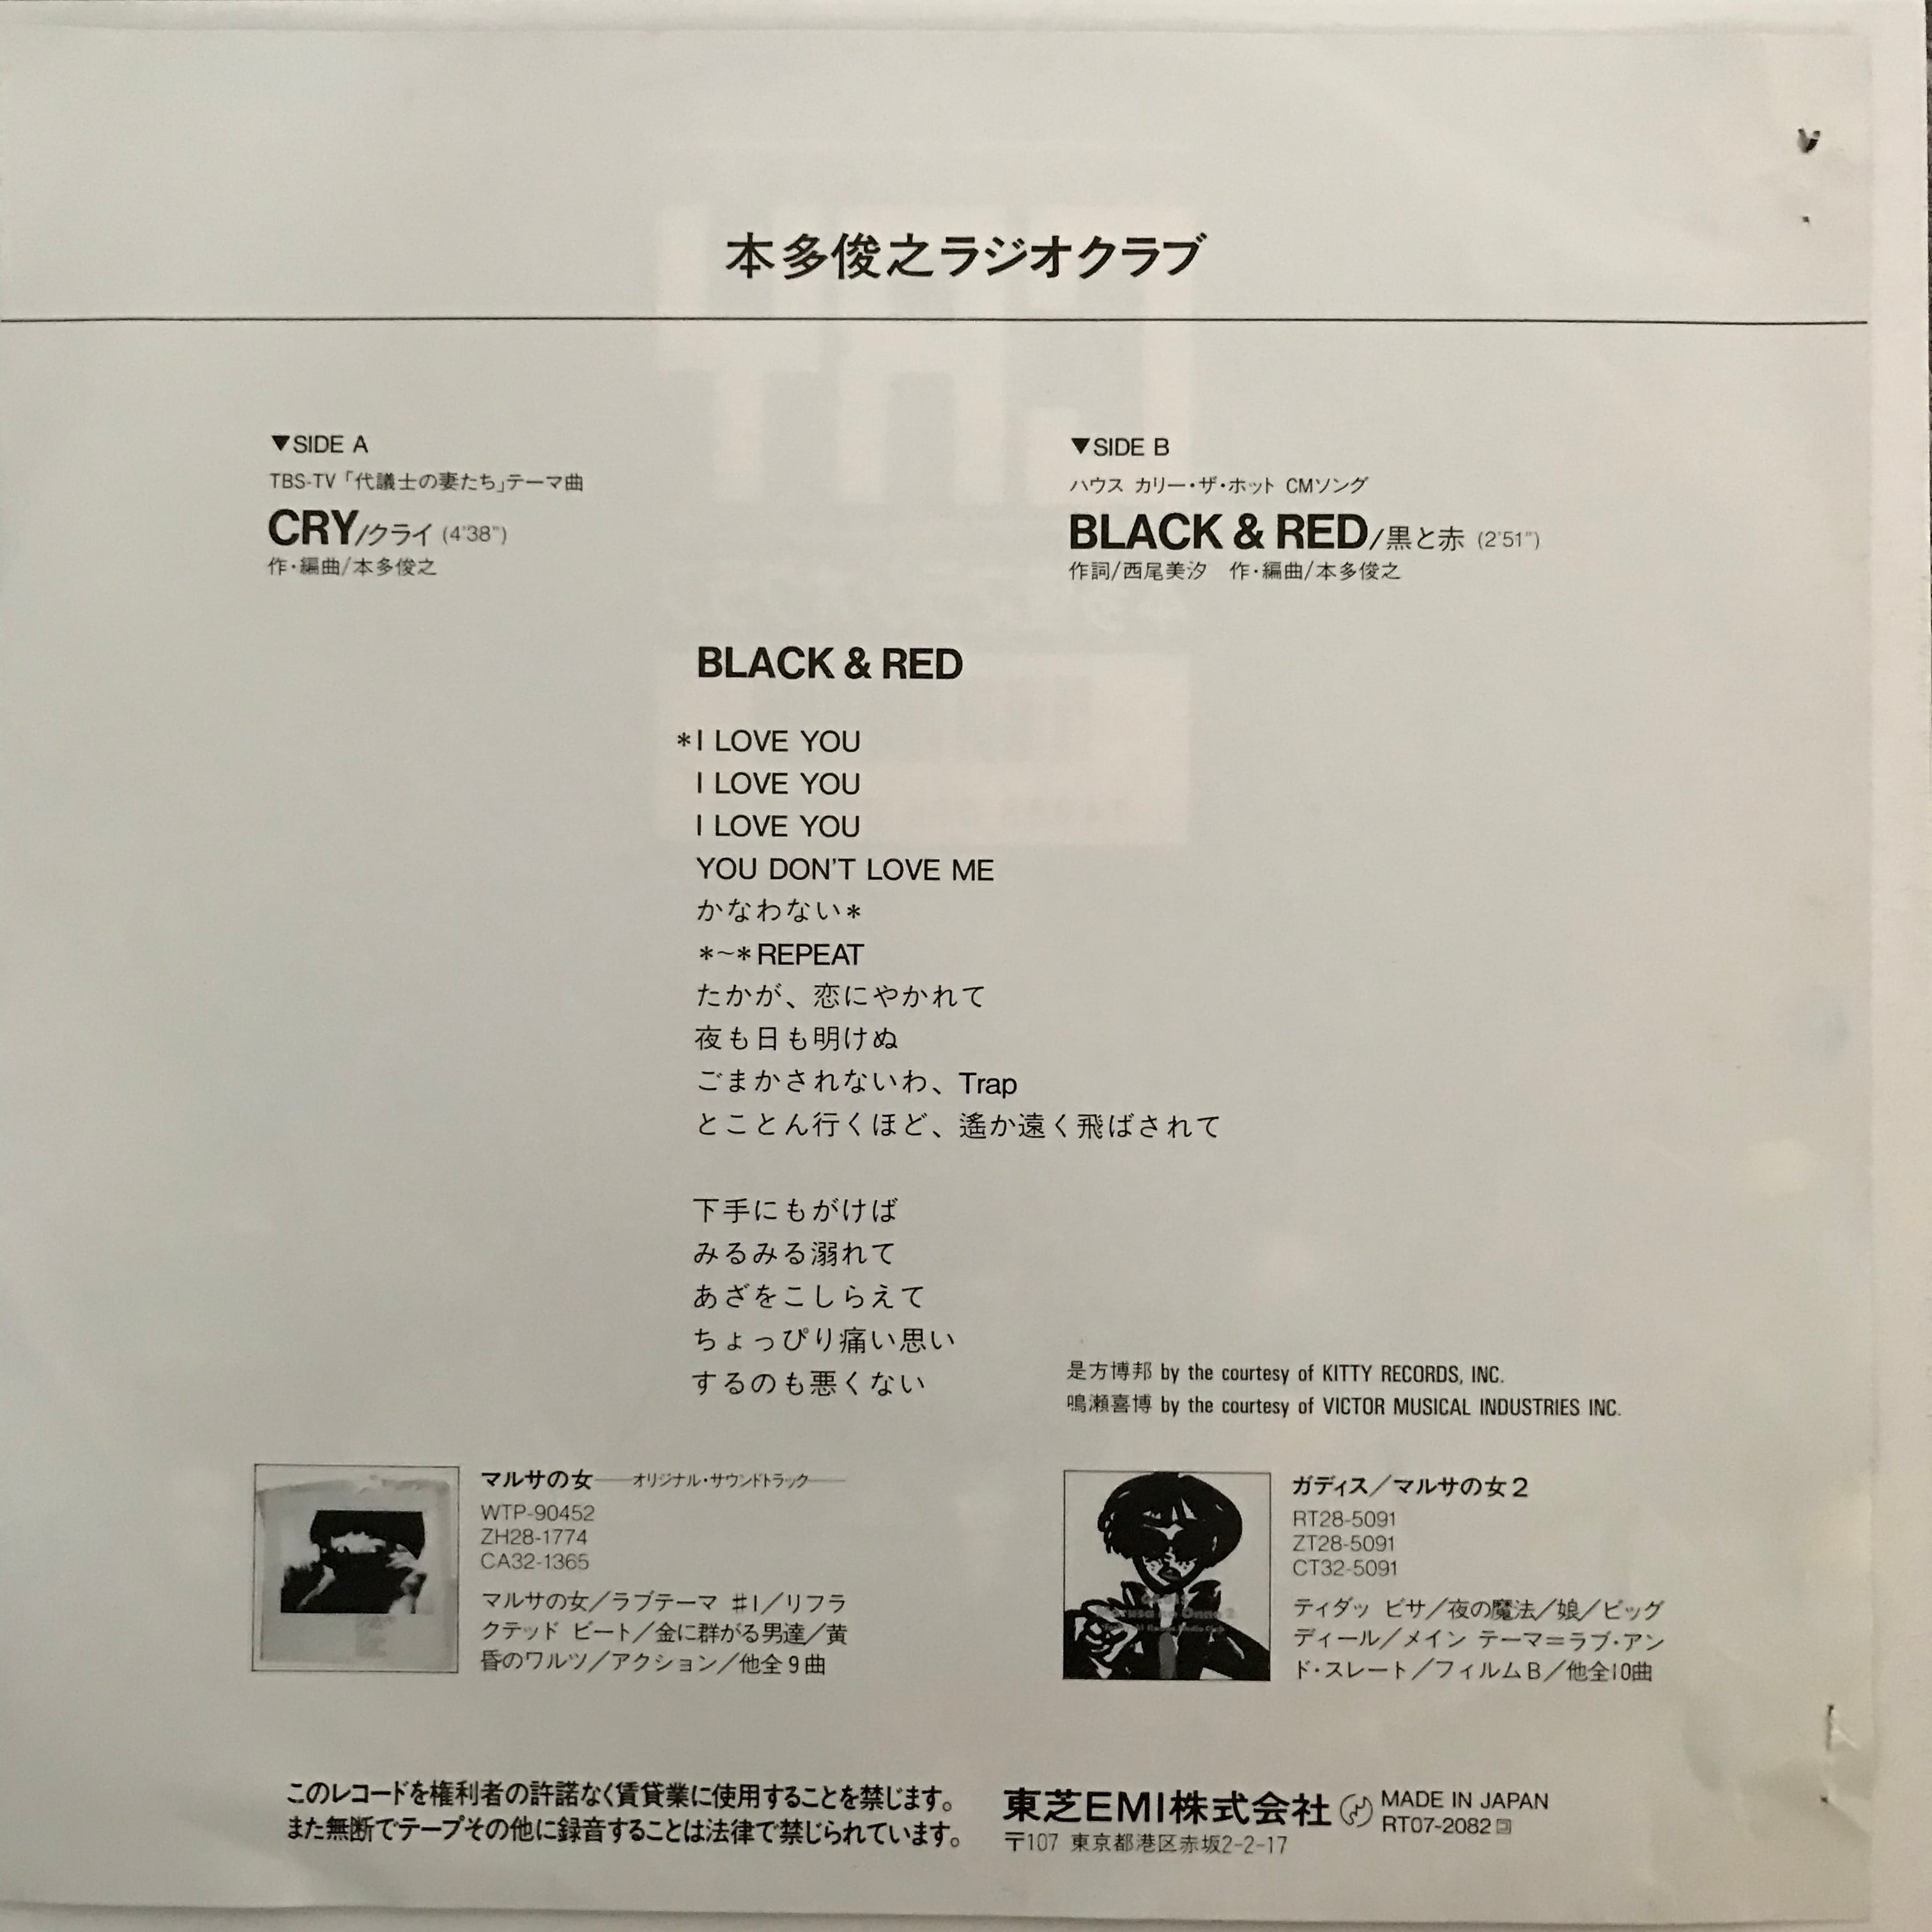 本多俊之ラジオクラブ
▼SIDE A
TBS-TV「代議士の妻たち」テーマ曲
CRY/クライ (4'38")
作・編曲/本多俊之
▼SIDE B
ハウス カリー・ザ・ホット CMソング
BLACK & RED/黒と赤 (2'51")
作詞/西尾美汐 作・編曲/本多俊之
BLACK & RED
*I LOVE YOU
I LOVE YOU
I LOVE YOU
YOU DON'T LOVE ME
かなわない*
*~*REPEAT
たかが、恋にやかれて
夜も日も明けぬ
ごまかされないわ、Trap
とことん行くほど、遙か遠く飛ばされて
下手にもがけば
みるみる溺れて
あざをこしらえて
ちょっぴり痛い思い
するのも悪くない
是方博邦 by the courtesy of KITTY RECORDS, INC.
鳴瀬喜博 by the courtesy of VICTOR MUSICAL INDUSTRIES INC.
マルサの女──オリジナル・サウンドトラック──
WTP-90452
ZH28-1774
CA32-1365
マルサの女／ラブテーマ ♯1／リフラ
クテッド ビート／金に群がる男達／黄
昏のワルツ／アクション／他全9曲
ガディス／マルサの女2
RT28-5091
ZT28-5091
CT32-5091
ティダッ ピサ／夜の魔法／娘／ビッグ
ディール／メイン テーマ＝ラブ・アン
ド・スレート／フィルムB／他全10曲
このレコードを権利者の許諾なく賃貸業に使用することを禁じます。
また無断でテープその他に録音することは法律で禁じられています。
東芝EMI株式会社
〒107 東京都港区赤坂2-2-17
MADE IN JAPAN
RT07-2082